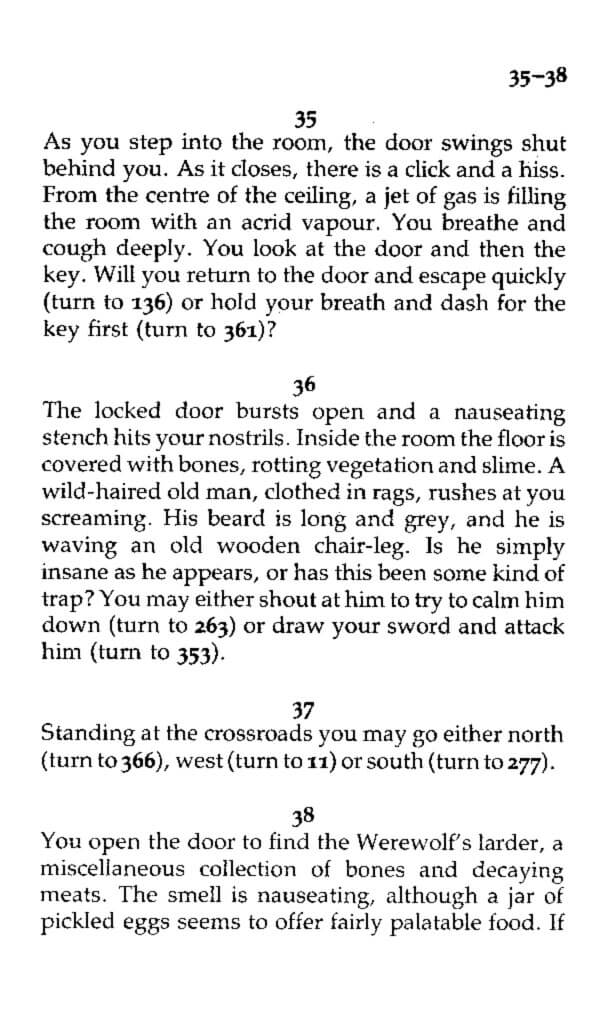 35–38
35
As you step into the room, the door swings shut
behind you. As it closes, there is a click and a hiss.
From the centre of the ceiling, a jet of gas is filling
the room with an acrid vapour. You breathe and
cough deeply. You look at the door and then the
key. Will you return to the door and escape quickly
(turn to 136) or hold your breath and dash for the
key first (turn to 361)?
36
The locked door bursts open and a nauseating
stench hits your nostrils. Inside the room the floor is
covered with bones, rotting vegetation and slime. A
wild-haired old man, clothed in rags, rushes at you
screaming. His beard is long and grey, and he is
waving an old wooden chair-leg. Is he simply
insane as he appears, or has this been some kind of
trap? You may either shout at him to try to calm him
down (turn to 263) or draw your sword and attack
him (turn to 353).
37
Standing at the crossroads you may go either north
(turn to 366), west (turn to 11) or south (turn to 277).
38
You open the door to find the Werewolf's larder, a
miscellaneous collection of bones and decaying
meats. The smell is nauseating, although a jar of
pickled eggs seems to offer fairly palatable food. If